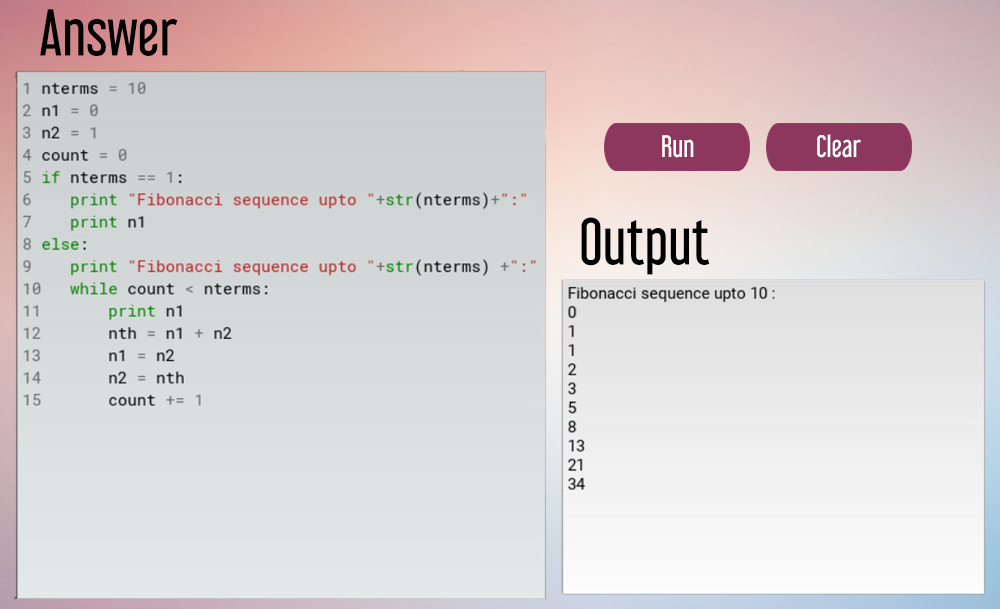 Answer
1 nterms = 10
2 n1 = 0
3 n2 = 1
4 count = 0
5 if nterms == 1:
6    print "Fibonacci sequence upto "+str(nterms)+":"
7    print n1
8 else:
9    print "Fibonacci sequence upto "+str(nterms) +":"
10    while count < nterms:
11        print n1
12        nth = n1 + n2
13        n1 = n2
14        n2 = nth
15        count += 1
Run Clear
Output
Fibonacci sequence upto 10 :
0
1
1
2
3
5
8
13
21
34